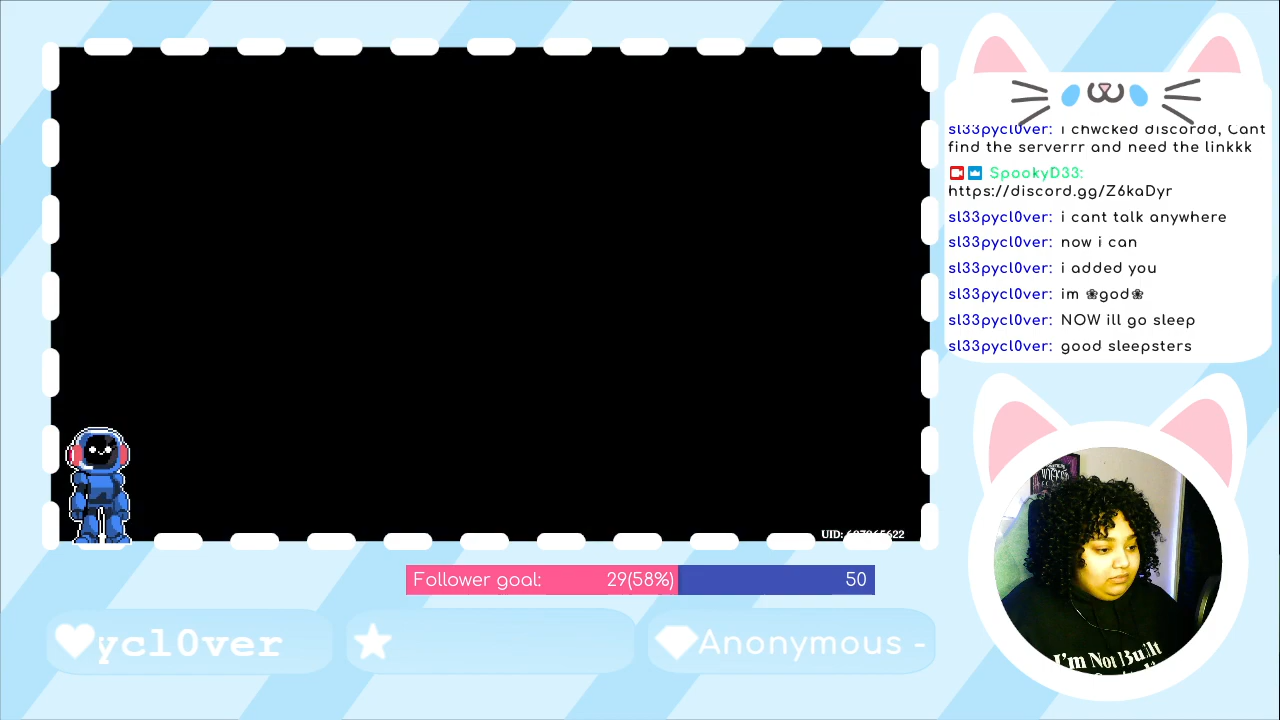 sl33pycl0ver: i chwcked discordd, Cant
find the serverrr and need the linkkk
SpookyD33:
https://discord.gg/Z6kaDyr
sl33pycl0ver: i cant talk anywhere
sl33pycl0ver: now i can
sl33pycl0ver: i added you
sl33pycl0ver: im ❀god❀
sl33pycl0ver: NOW ill go sleep
sl33pycl0ver: good sleepsters
UID:
Follower goal: 29(58%) 50
ycl0ver
Anonymous -
I'm Not Built